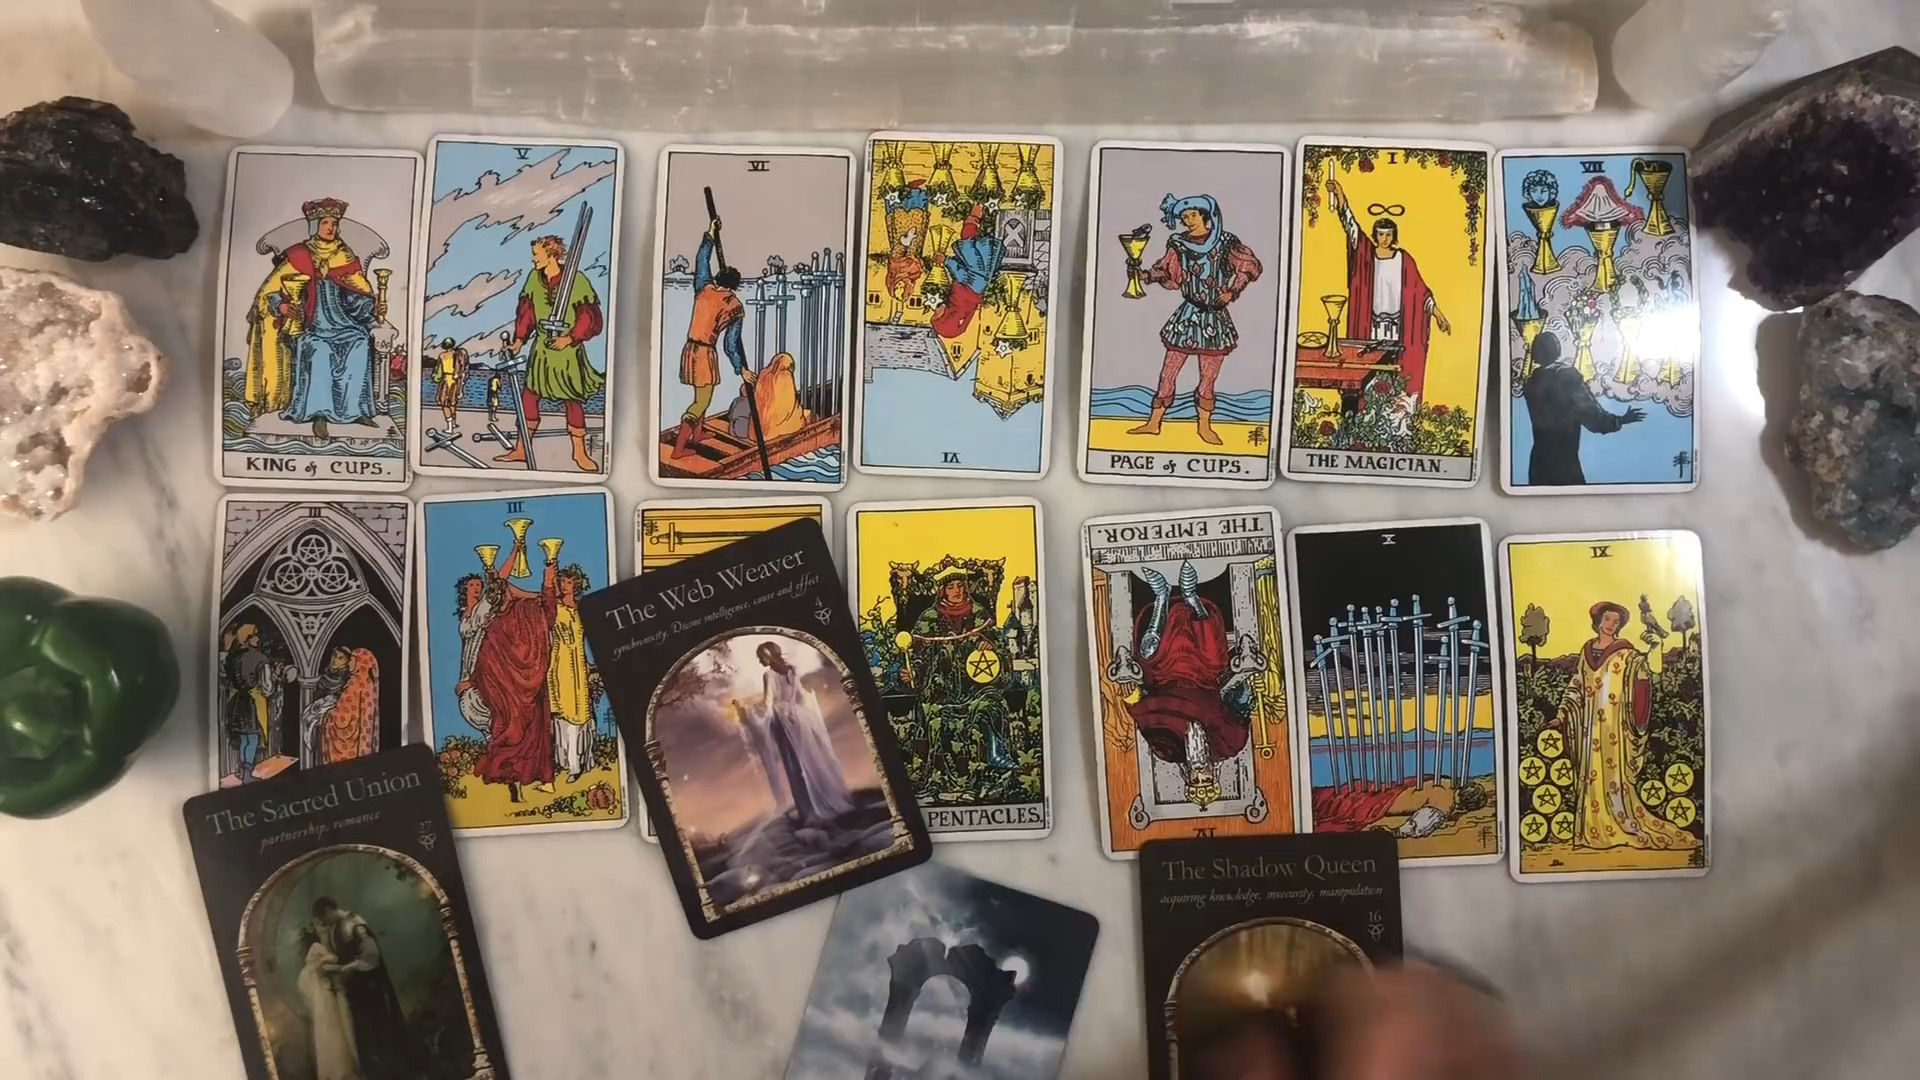 V
VI
VI
I
VII
KING of CUPS.
PAGE of CUPS.
THE MAGICIAN.
III
III
THE EMPEROR.
X
IX
The Web Weaver
synchronicity, Divine intelligence, cause and effect
4
PENTACLES.
IV
The Sacred Union
partnership, romance
27
The Shadow Queen
acquiring knowledge, insecurity, manipulation
16